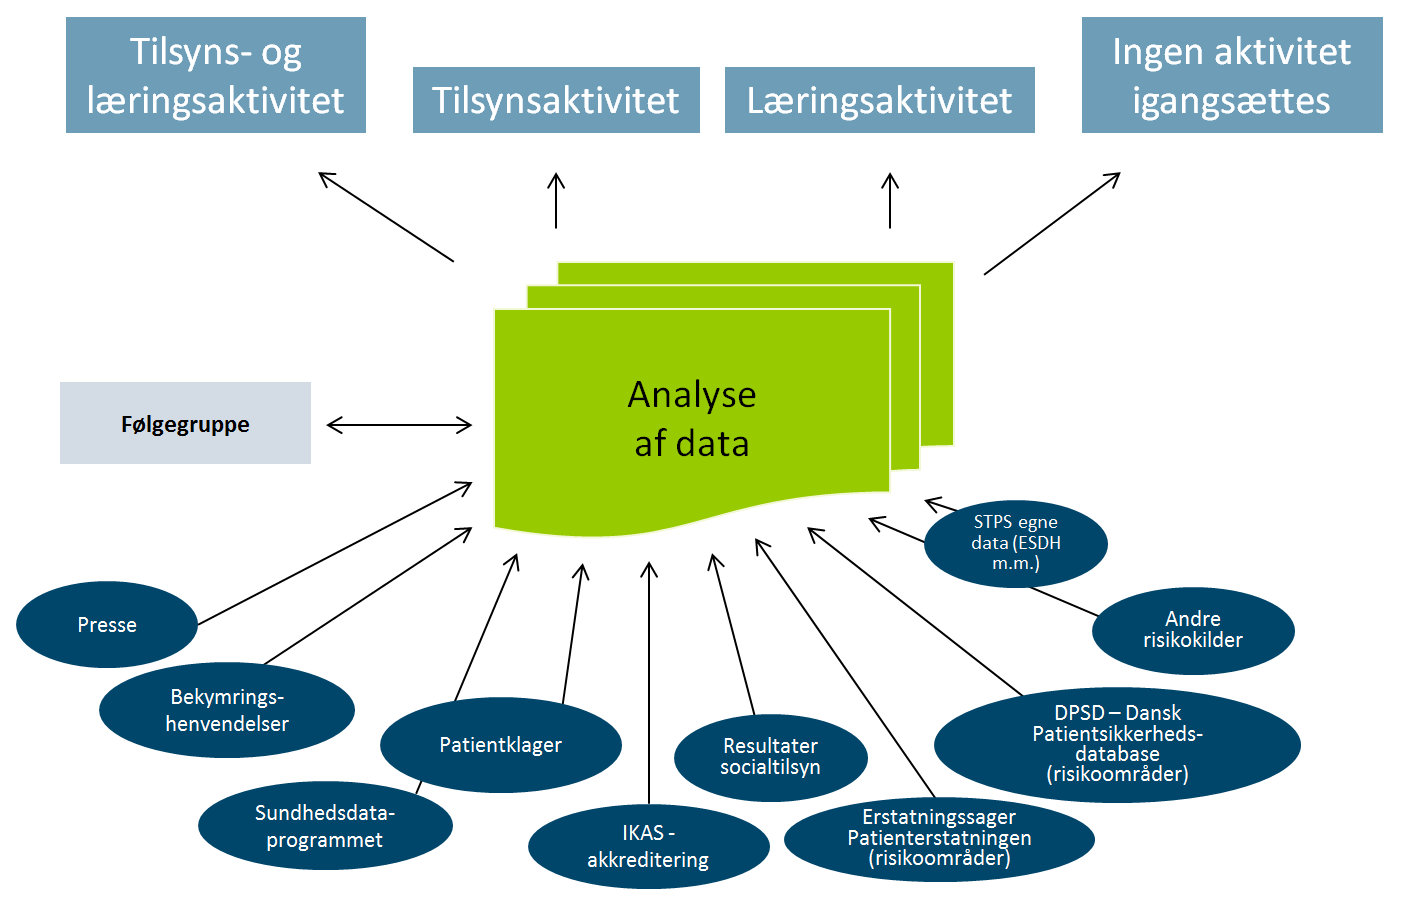 Tilsyns- og
læringsaktivitet
Tilsynsaktivitet
Læringsaktivitet
Ingen aktivitet
igangsættes
Analyse
af data
Følgegruppe
STPS egne
data (ESDH
m.m.)
Presse
Andre
risikokilder
Bekymrings-
henvendelser
Patientklager
Resultater
socialtilsyn
DPSD – Dansk
Patientsikkerheds-
database
(risikoområder)
Sundhedsdata-
programmet
IKAS -
akkreditering
Erstatningssager
Patienterstatningen
(risikoområder)